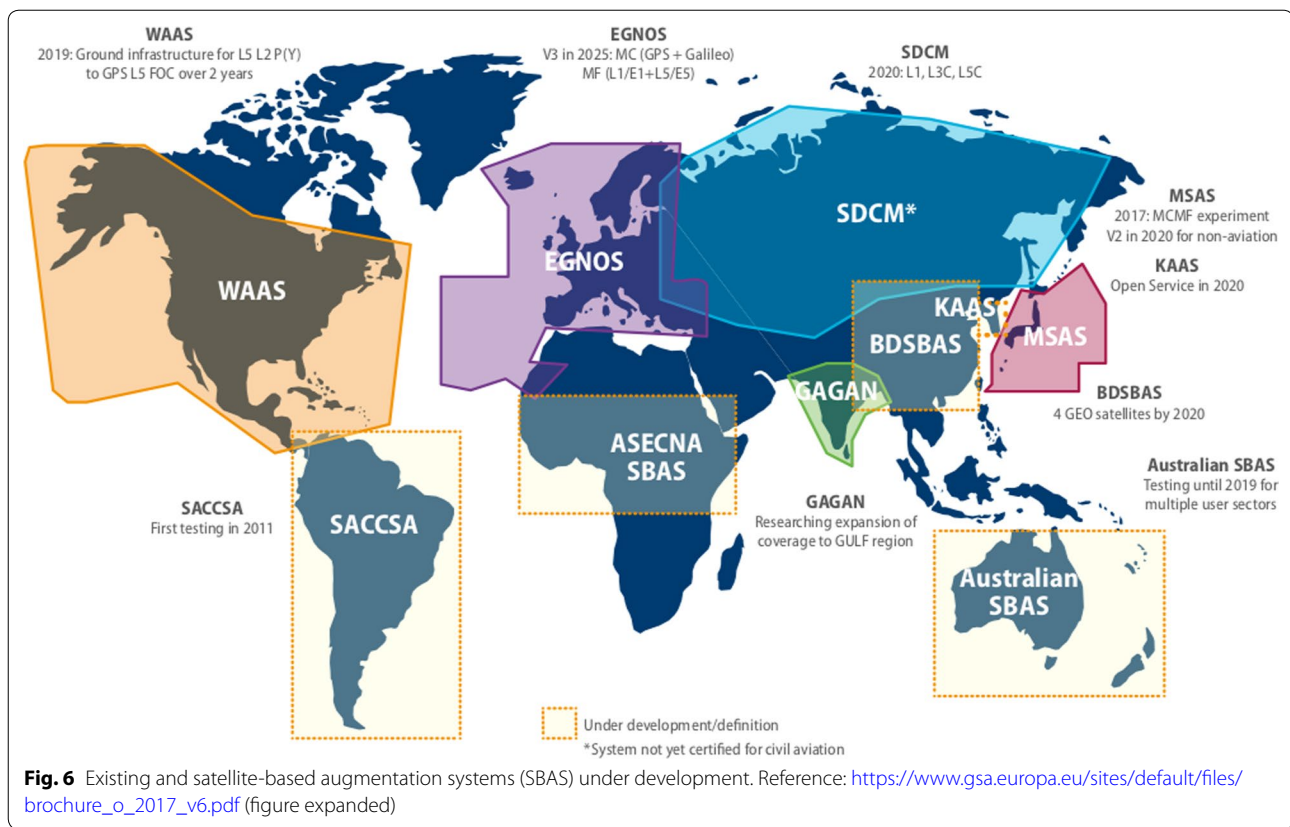 WAAS
2019: Ground infrastructure for L5 L2 P(Y)
to GPS L5 FOC over 2 years
EGNOS
V3 in 2025: MC (GPS + Galileo)
MF (L1/E1+L5/E5)
SDCM
2020: L1, L3C, L5C
MSAS
2017: MCMF experiment
V2 in 2020 for non-aviation
KAAS
Open Service in 2020
SDCM*
EGNOS
WAAS
KAAS
BDSBAS
MSAS
GAGAN
BDSBAS
4 GEO satellites by 2020
ASECNA
SBAS
Australian SBAS
Testing until 2019 for
multiple user sectors
SACCSA
First testing in 2011
SACCSA
GAGAN
Researching expansion of
coverage to GULF region
Australian
SBAS
Under development/definition
*System not yet certified for civil aviation
Fig. 6 Existing and satellite-based augmentation systems (SBAS) under development. Reference: https://www.gsa.europa.eu/sites/default/files/
brochure_o_2017_v6.pdf (figure expanded)